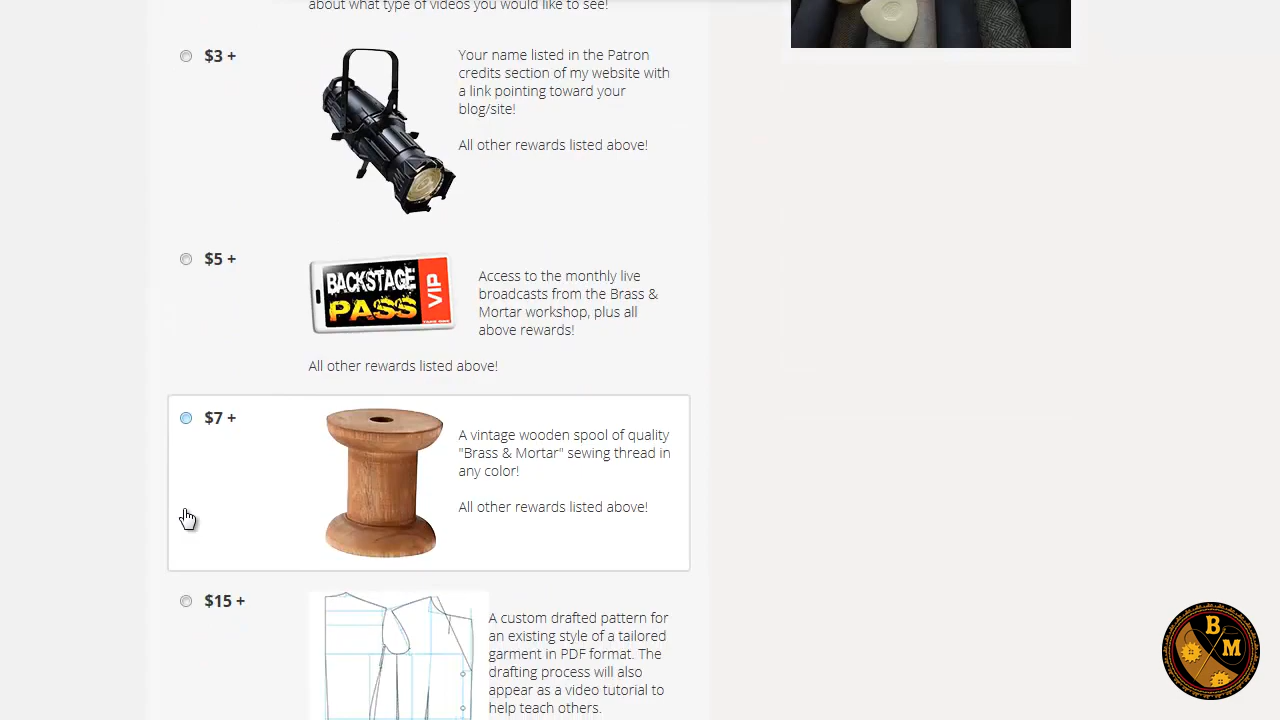 about what type of videos you would like to see!
$3 +
Your name listed in the Patron
credits section of my website with
a link pointing toward your
blog/site!
All other rewards listed above!
$5 +
BACKSTAGE
PASS
VIP
Access to the monthly live
broadcasts from the Brass &
Mortar workshop, plus all
above rewards!
All other rewards listed above!
$7 +
A vintage wooden spool of quality
"Brass & Mortar" sewing thread in
any color!
All other rewards listed above!
$15 +
A custom drafted pattern for
an existing style of a tailored
garment in PDF format. The
drafting process will also
appear as a video tutorial to
help teach others.
B
M